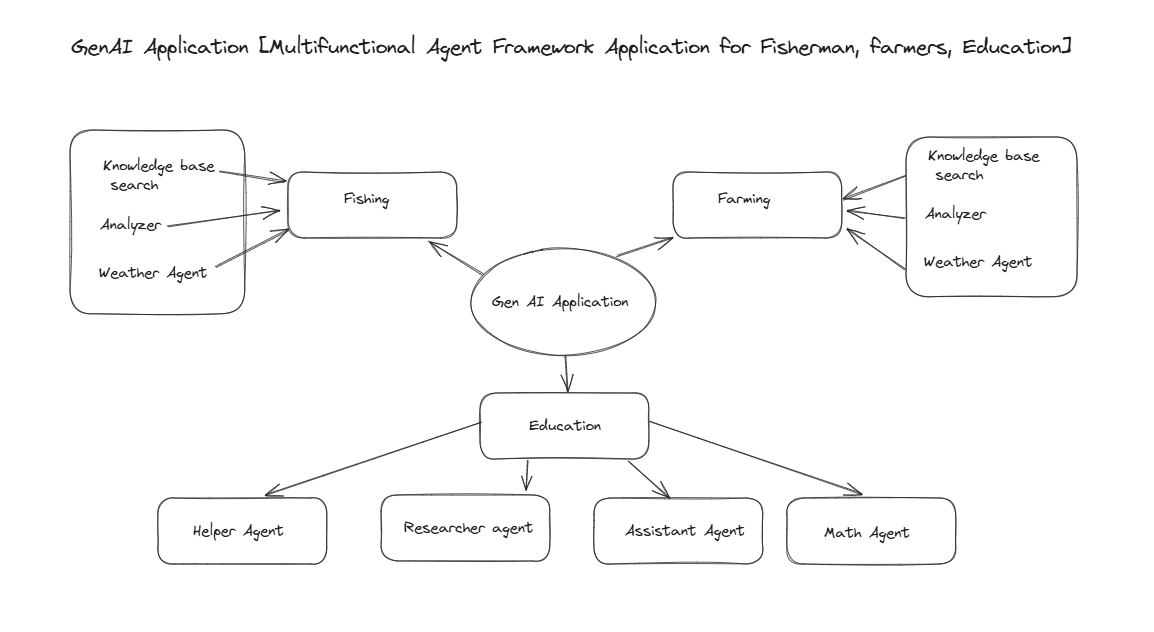 GenAI Application [Multifunctional Agent Framework Application for Fisherman, farmers, Education]
Knowledge base
search
Analyzer
Weather Agent
Fishing
Farming
Knowledge base
search
Analyzer
Weather Agent
Gen AI Application
Education
Helper Agent
Researcher agent
Assistant Agent
Math Agent